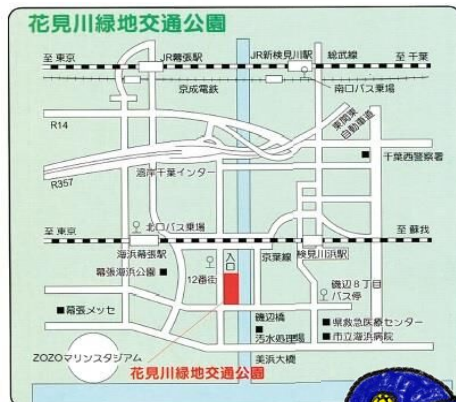 花見川緑地交通公園
至 東京
JR幕張駅
JR新検見川駅
総武線
至 千葉
京成電鉄
南口バス乗場
R14
東関東
自動車道
千葉西警察署
湾岸千葉インター
R357
至 東京
北口バス乗場
至 蘇我
海浜幕張駅
入口
京葉線
検見川浜駅
幕張海浜公園
12番街
磯辺8丁目
バス停
幕張メッセ
磯辺橋
汚水処理場
県救急医療センター
市立海浜病院
ZOZOマリンスタジアム
美浜大橋
花見川緑地交通公園